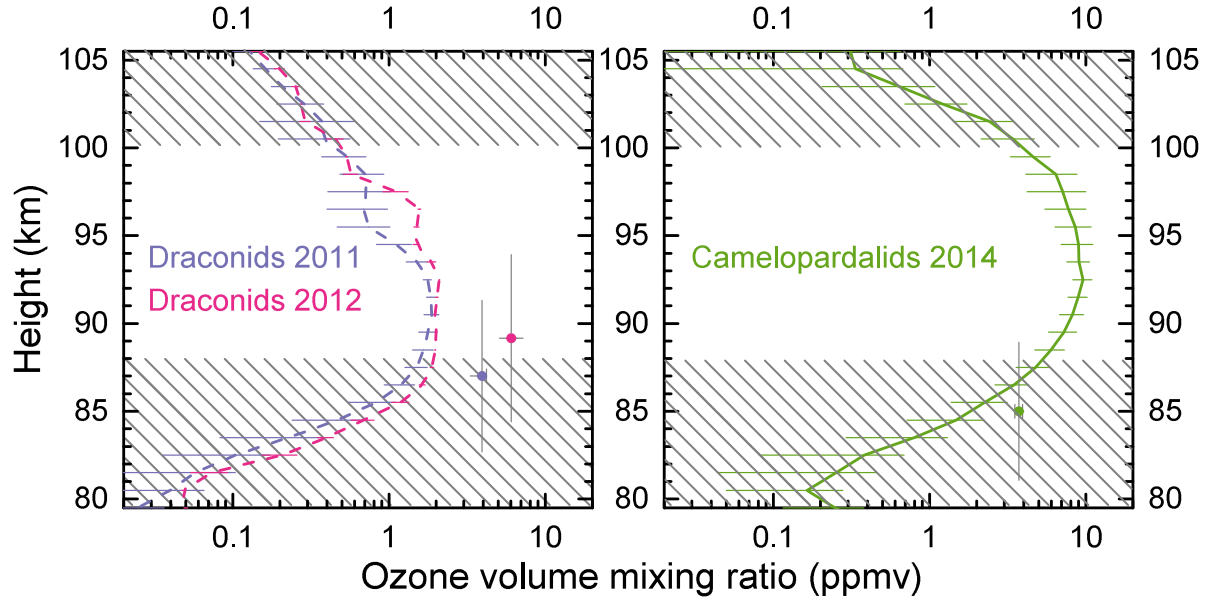 0.1 1 10 0.1 1 10
105 105
100 100
95 95
90 90
85 85
80 80
Height (km)
Draconids 2011
Draconids 2012
Camelopardalids 2014
0.1 1 10 0.1 1 10
Ozone volume mixing ratio (ppmv)